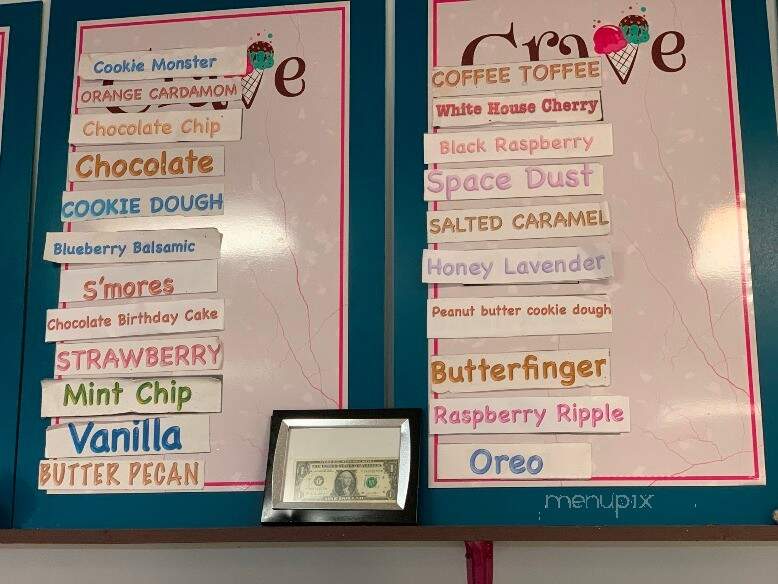 Crave
Cookie Monster
ORANGE CARDAMOM
Chocolate Chip
Chocolate
COOKIE DOUGH
Blueberry Balsamic
S'mores
Chocolate Birthday Cake
STRAWBERRY
Mint Chip
Vanilla
BUTTER PECAN
Crave
COFFEE TOFFEE
White House Cherry
Black Raspberry
Space Dust
SALTED CARAMEL
Honey Lavender
Peanut butter cookie dough
Butterfinger
Raspberry Ripple
Oreo
menupix